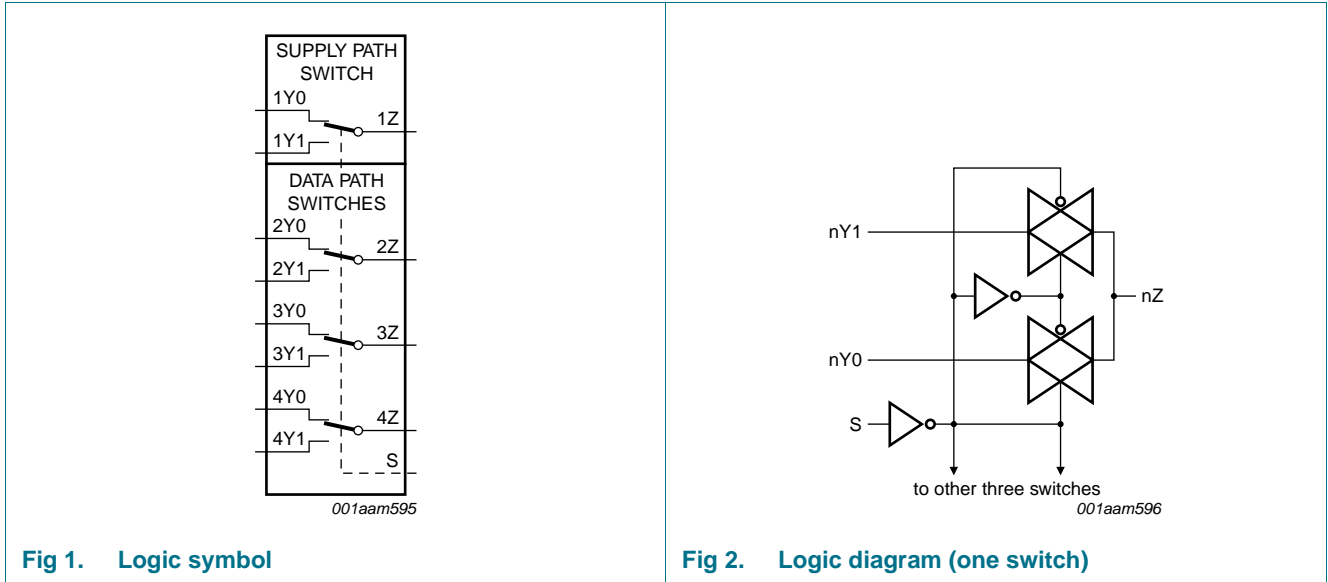 SUPPLY PATH
SWITCH
1Y0
1Z
1Y1
DATA PATH
SWITCHES
2Y0
2Z
2Y1
3Y0
3Z
3Y1
4Y0
4Z
4Y1
S
001aam595
Fig 1. Logic symbol
nY1
nZ
nY0
S
to other three switches
001aam596
Fig 2. Logic diagram (one switch)